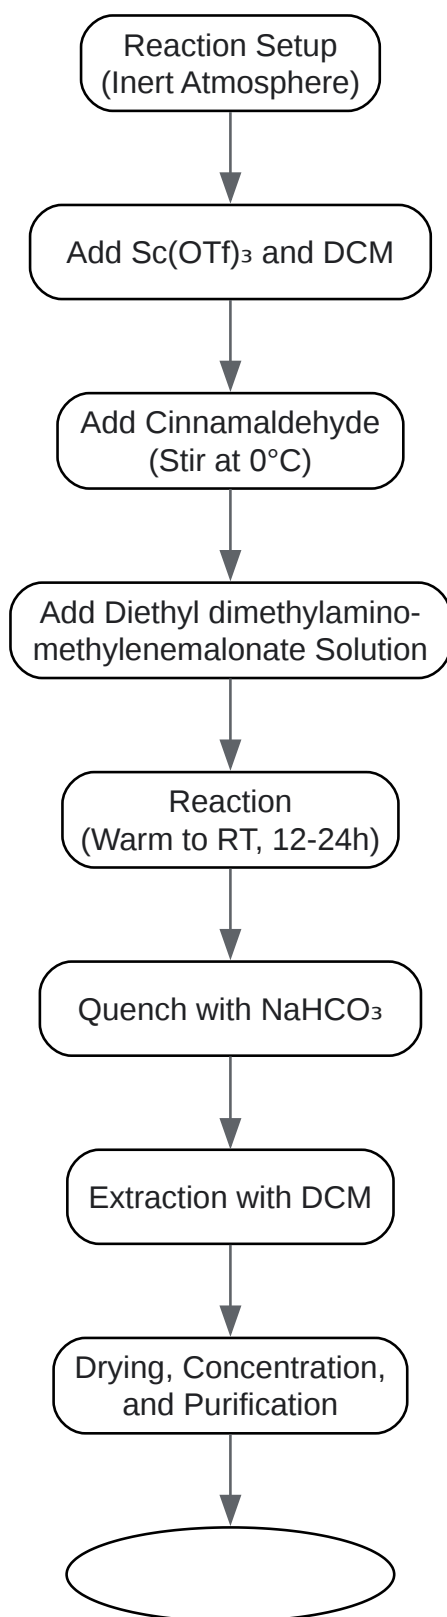 Reaction Setup
(Inert Atmosphere)
Add Sc(OTf)₃ and DCM
Add Cinnamaldehyde
(Stir at 0°C)
Add Diethyl dimethylamino-
methylenemalonate Solution
Reaction
(Warm to RT, 12-24h)
Quench with NaHCO₃
Extraction with DCM
Drying, Concentration,
and Purification